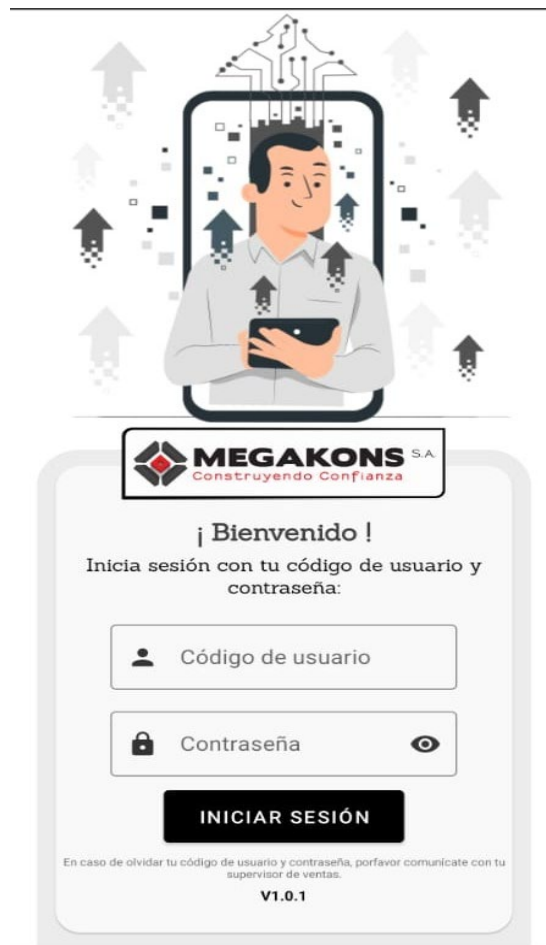 MEGAKONS S.A.
Construyendo Confianza
¡ Bienvenido !
Inicia sesión con tu código de usuario y
contraseña:
Código de usuario
Contraseña
INICIAR SESIÓN
En caso de olvidar tu código de usuario y contraseña, porfavor comunícate con tu
supervisor de ventas.
V1.0.1